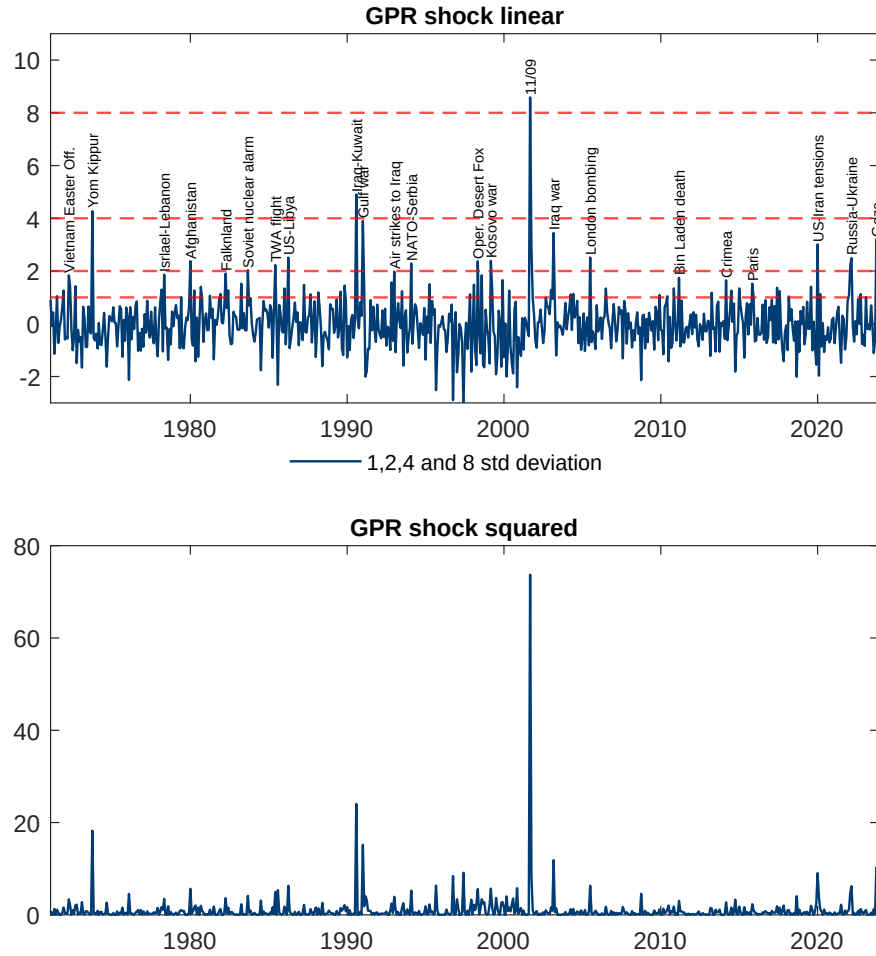 GPR shock linear
10
8
6
4
2
0
-2
Vietnam Easter Off.
Yom Kippur
Isrlael-Lebanon
Afghanistan
Falknland
Soviet nuclear alarm
TWA flight
US-Libya
Iraq-Kuwait
Gulf war
Air strikes to Iraq
NATO-Serbia
Oper. Desert Fox
Kosovo war
11/09
Iraq war
London bombing
Bin Laden death
Crimea
Paris
US-Iran tensions
Russia-Ukraine
1980
1990
2000
2010
2020
1,2,4 and 8 std deviation
GPR shock squared
80
60
40
20
0
1980
1990
2000
2010
2020